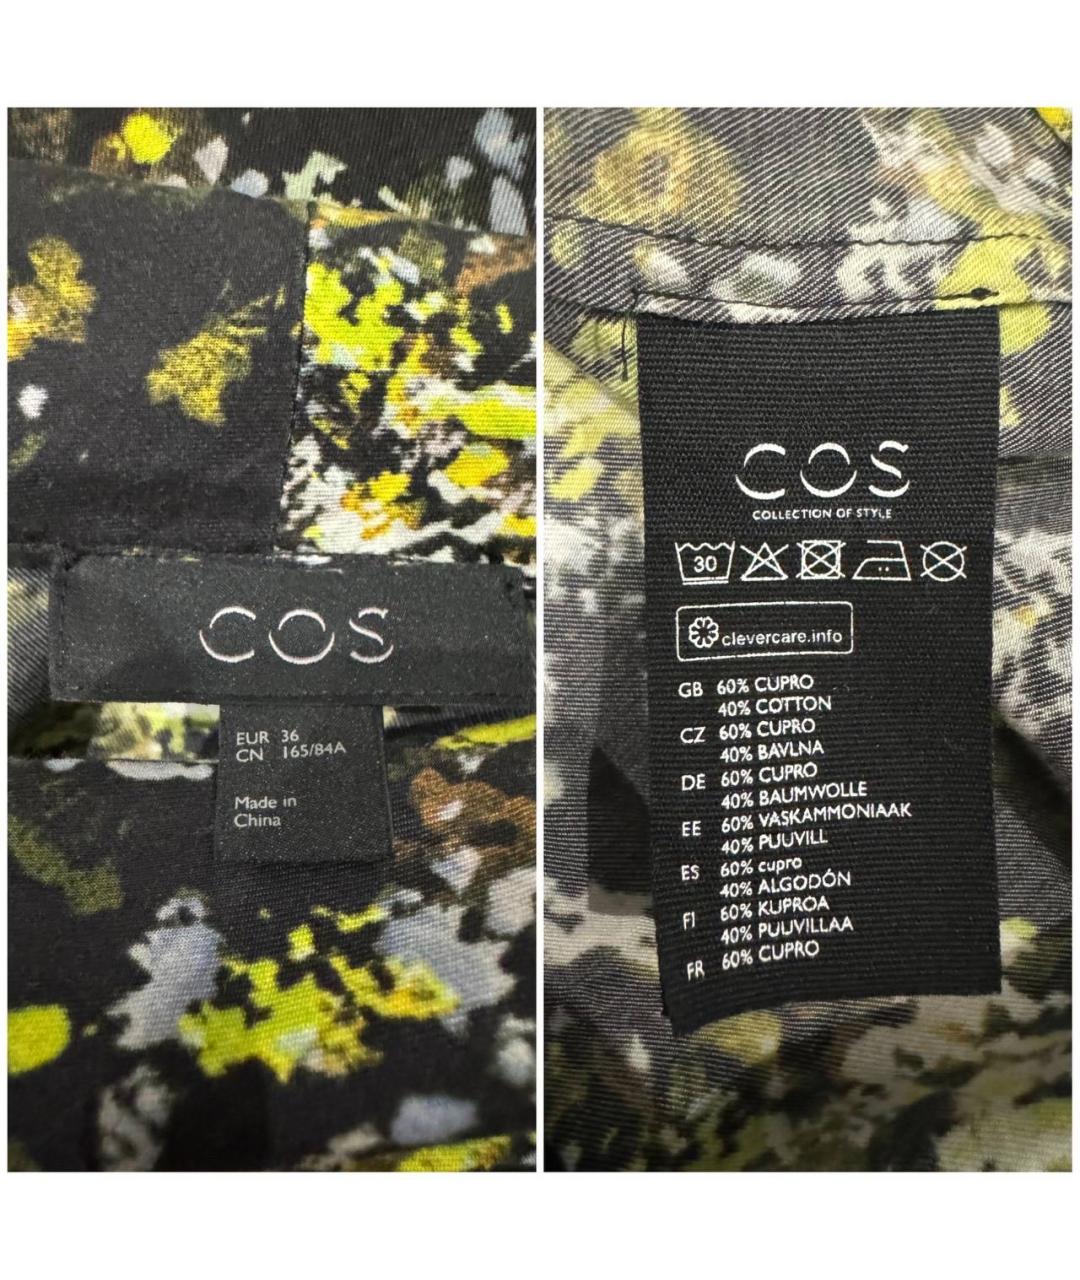 COS
EUR 36
CN 165/84A
Made in
China
COS
COLLECTION OF STYLE
30
clevercare.info
GB 60% CUPRO
40% COTTON
CZ 60% CUPRO
40% BAVLNA
DE 60% CUPRO
40% BAUMWOLLE
EE 60% VASKAMMONIAAK
40% PUUVILL
ES 60% cupro
40% ALGODÓN
FI 60% KUPROA
40% PUUVILLAA
FR 60% CUPRO